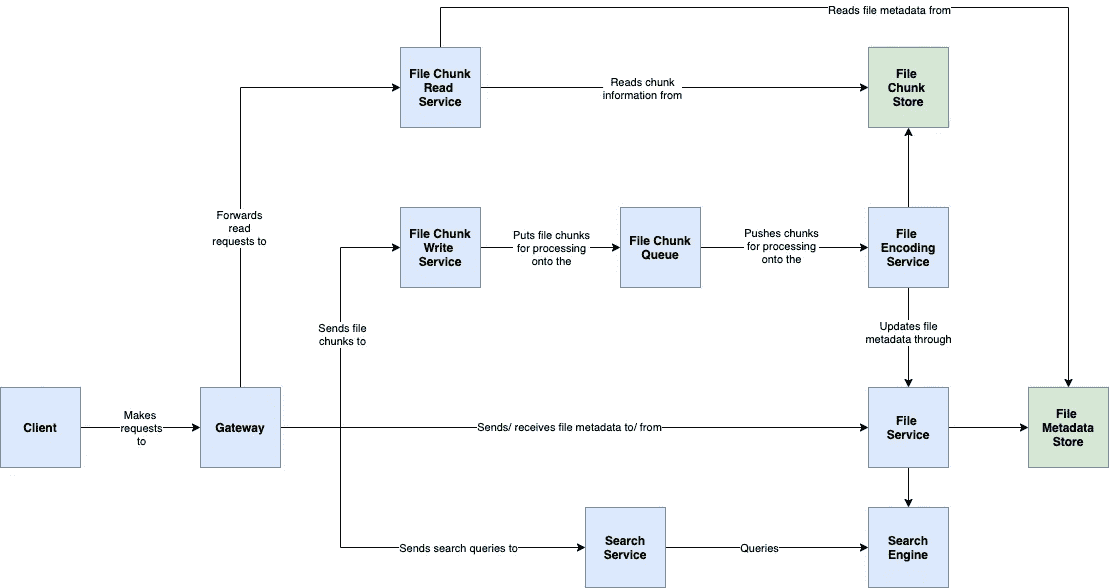 Reads file metadata from
File Chunk
Read
Service
Reads chunk
information from
File
Chunk
Store
Forwards
read
requests to
File Chunk
Write
Service
Puts file chunks
for processing
onto the
File Chunk
Queue
Pushes chunks
for processing
onto the
File
Encoding
Service
Sends file
chunks to
Updates file
metadata through
Client
Makes
requests
to
Gateway
Sends/ receives file metadata to/ from
File
Service
File
Metadata
Store
Sends search queries to
Search
Service
Queries
Search
Engine